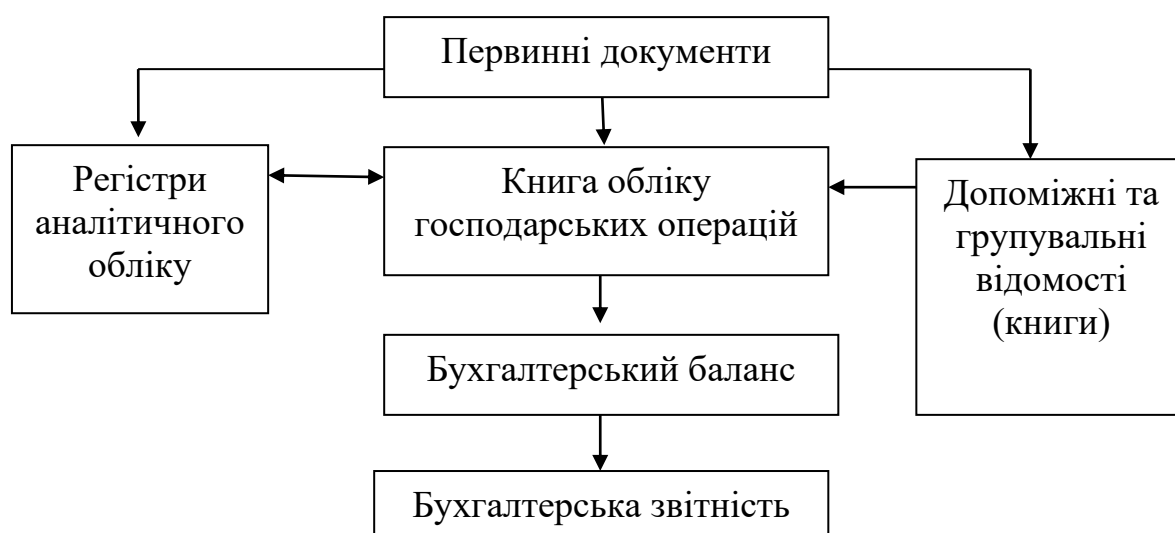 Первинні документи
Регістри
аналітичного
обліку
Книга обліку
господарських операцій
Допоміжні та
групувальні
відомості
(книги)
Бухгалтерський баланс
Бухгалтерська звітність